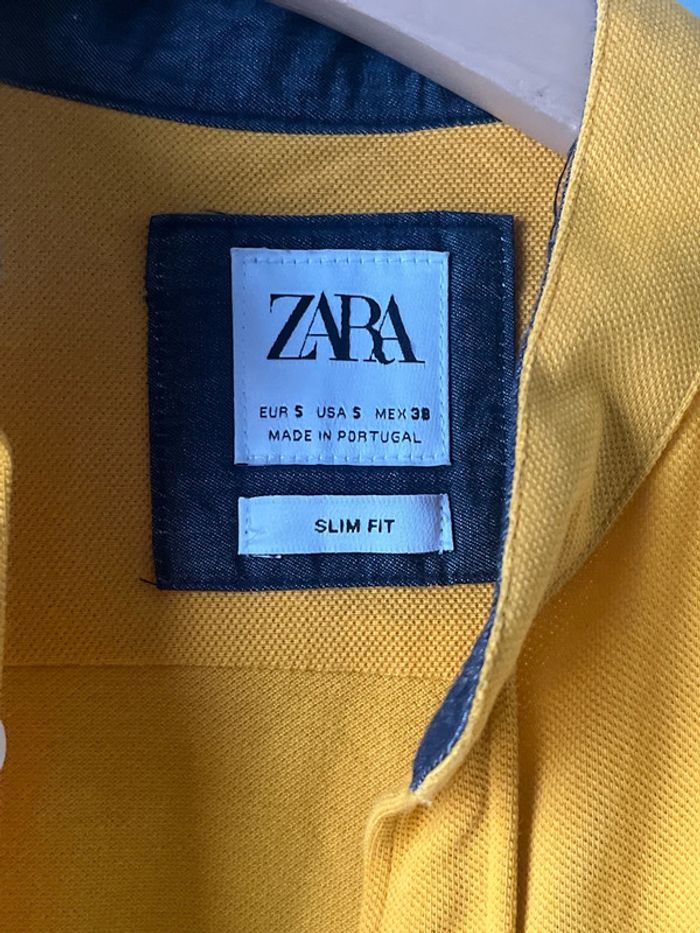 ZARA
EUR S USA S MEX 38
MADE IN PORTUGAL
SLIM FIT